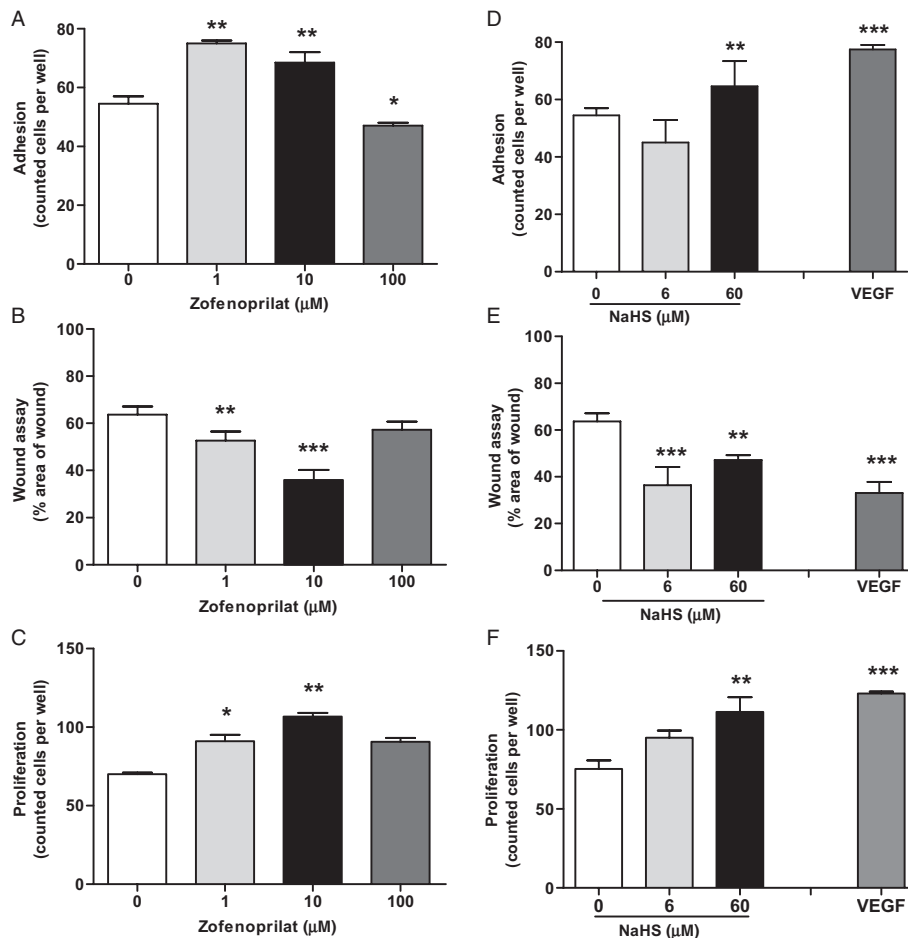 A
Adhesion
(counted cells per well)
80
60
40
20
0
**
**
*
0 1 10 100
Zofenoprilat (μM)
D
Adhesion
(counted cells per well)
80
60
40
20
0
**
***
0 6 60 VEGF
NaHS (μM)
B
Wound assay
(% area of wound)
100
80
60
40
20
0
**
***
0 1 10 100
Zofenoprilat (μM)
E
Wound assay
(% area of wound)
100
80
60
40
20
0
***
**
***
0 6 60 VEGF
NaHS (μM)
C
Proliferation
(counted cells per well)
150
100
50
0
*
**
0 1 10 100
Zofenoprilat (μM)
F
Proliferation
(counted cells per well)
150
100
50
0
**
***
0 6 60 VEGF
NaHS (μM)